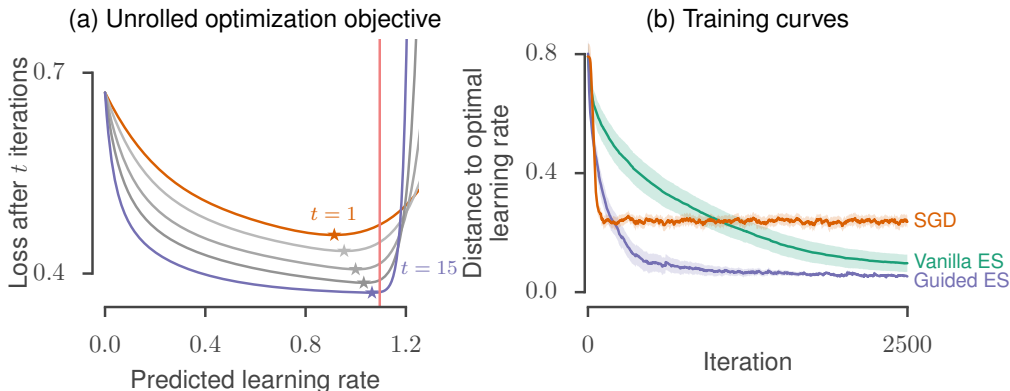 (a) Unrolled optimization objective
Loss after t iterations
0.7
0.4
t = 1
t = 15
0.0
0.4
0.8
1.2
Predicted learning rate
(b) Training curves
Distance to optimal
learning rate
0.8
0.4
0.0
SGD
Vanilla ES
Guided ES
0
2500
Iteration